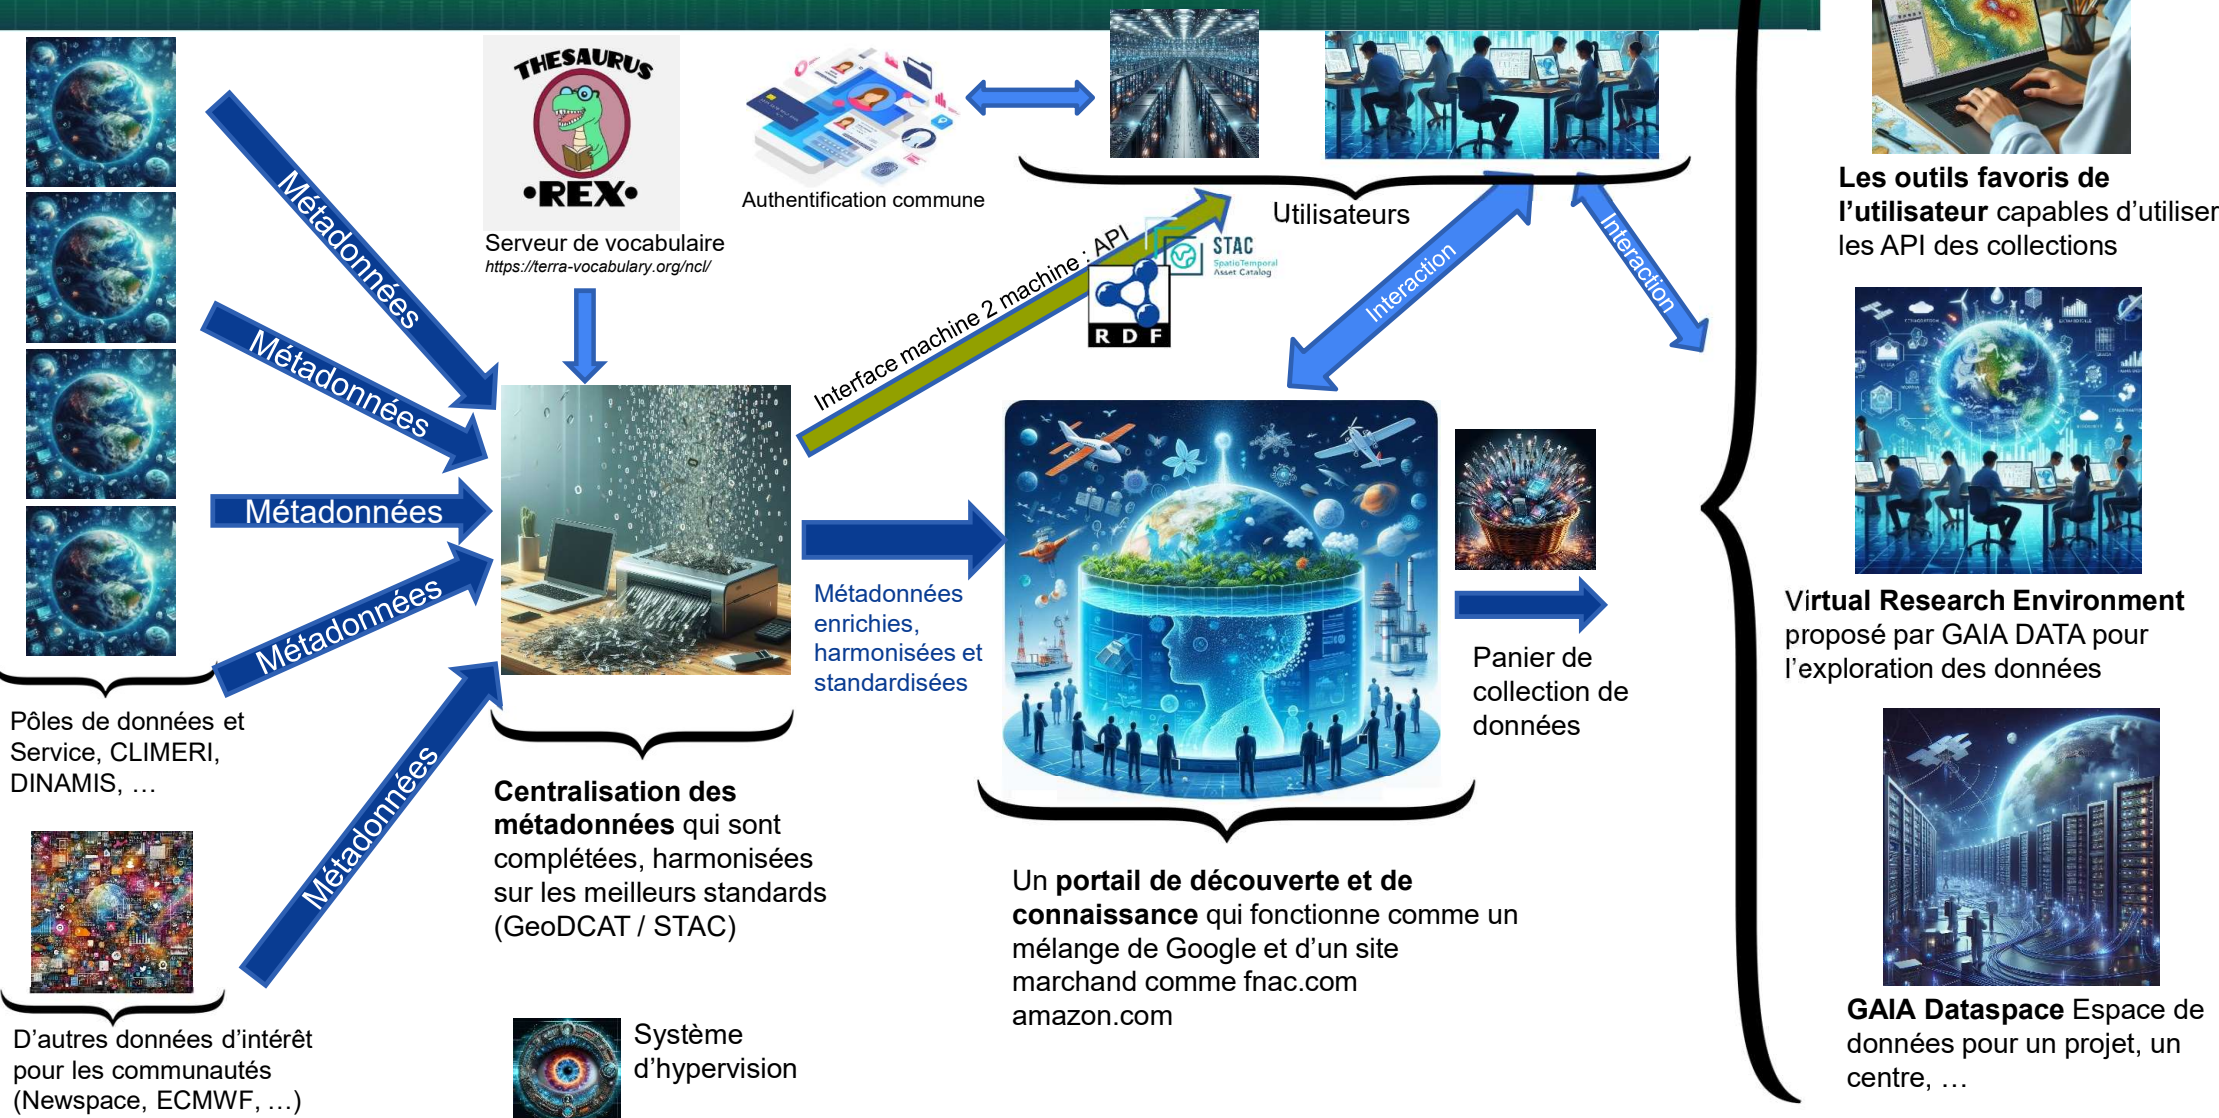 Métadonnées
Métadonnées
Métadonnées
Métadonnées
Métadonnées
Pôles de données et
Service, CLIMERI,
DINAMIS, …
D’autres données d’intérêt
pour les communautés
(Newspace, ECMWF, …)
THESAURUS
•REX•
Serveur de vocabulaire
https://terra-vocabulary.org/ncl/
Authentification commune
Utilisateurs
Interface machine 2 machine : API
STAC
SpatioTemporal
Asset Catalog
RDF
Interaction
Interaction
Centralisation des
métadonnées qui sont
complétées, harmonisées
sur les meilleurs standards
(GeoDCAT / STAC)
Système
d’hypervision
Métadonnées
enrichies,
harmonisées et
standardisées
Un portail de découverte et de
connaissance qui fonctionne comme un
mélange de Google et d’un site
marchand comme fnac.com
amazon.com
Panier de
collection de
données
Les outils favoris de
l’utilisateur capables d’utiliser
les API des collections
Virtual Research Environment
proposé par GAIA DATA pour
l’exploration des données
GAIA Dataspace Espace de
données pour un projet, un
centre, …